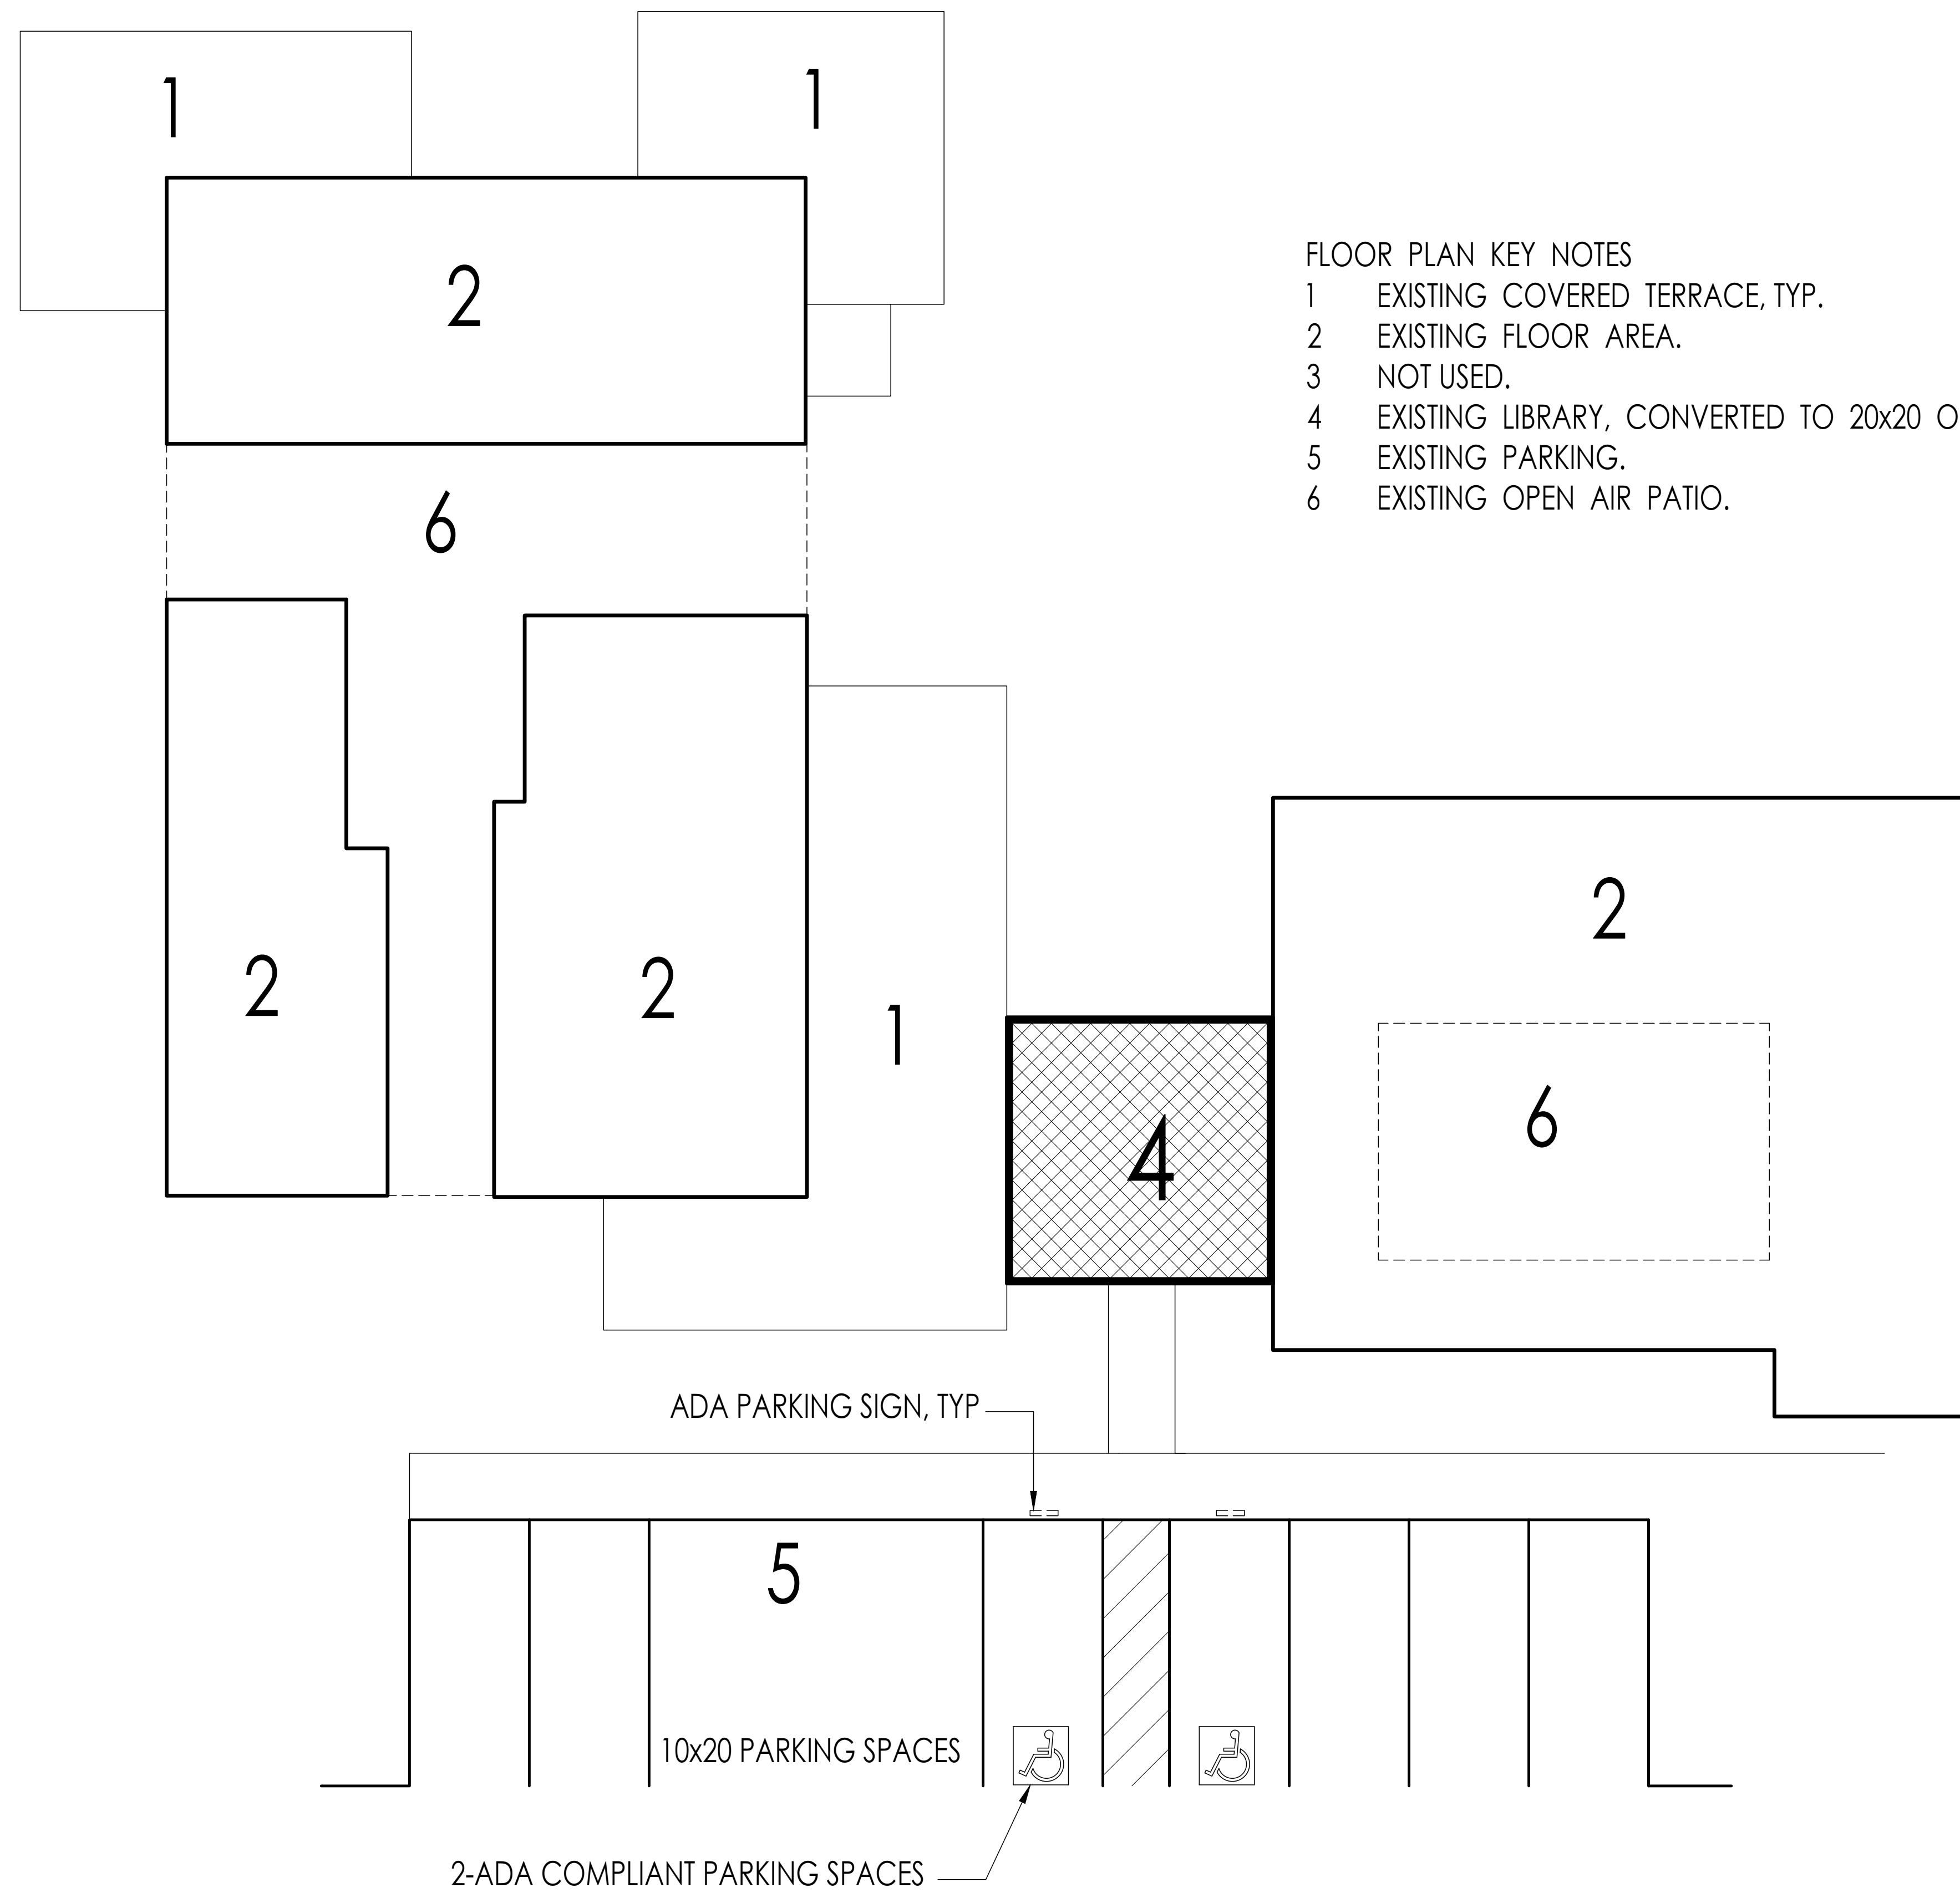 1
1
2
FLOOR PLAN KEY NOTES
1 EXISTING COVERED TERRACE, TYP.
2 EXISTING FLOOR AREA.
3 NOT USED.
4 EXISTING LIBRARY, CONVERTED TO 20x20 O
5 EXISTING PARKING.
6 EXISTING OPEN AIR PATIO.
6
2
2
2
1
4
6
ADA PARKING SIGN, TYP
5
10x20 PARKING SPACES
2-ADA COMPLIANT PARKING SPACES